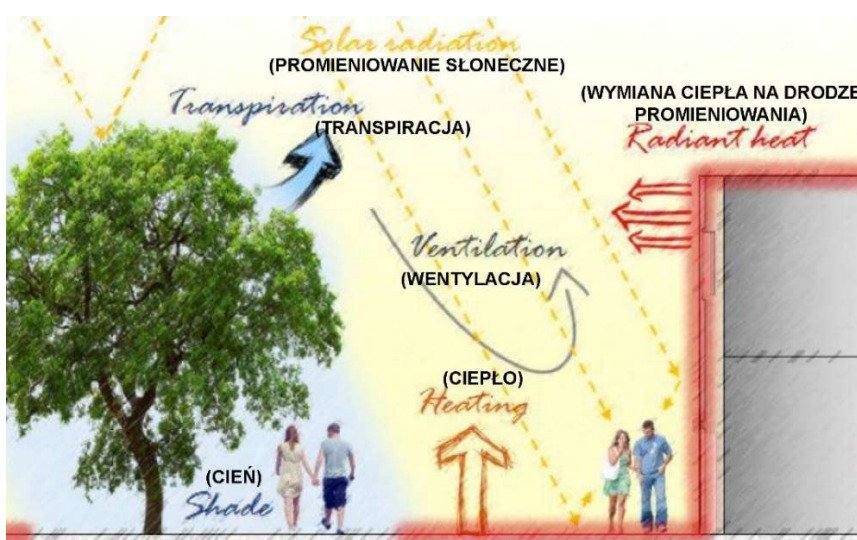 Solar radiation
(PROMIENIOWANIE SŁONECZNE)
Transpiration
(TRANSPIRACJA)
(WYMIANA CIEPŁA NA DRODZE
PROMIENIOWANIA)
Radiant heat
Ventilation
(WENTYLACJA)
(CIEPŁO)
Heating
(CIEŃ)
Shade